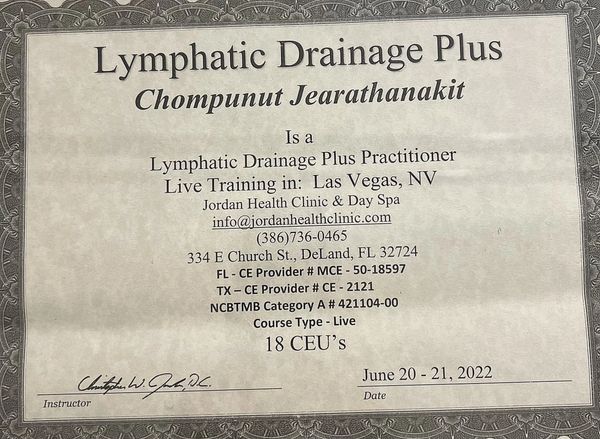 Lymphatic Drainage Plus
Chompunut Jearathanakit
Is a
Lymphatic Drainage Plus Practitioner
Live Training in: Las Vegas, NV
Jordan Health Clinic & Day Spa
info@jordanhealthclinic.com
(386)736-0465
334 E Church St., DeLand, FL 32724
FL - CE Provider # MCE - 50-18597
TX – CE Provider # CE - 2121
NCBTMB Category A # 421104-00
Course Type - Live
18 CEU's
June 20 - 21, 2022
Instructor
Date